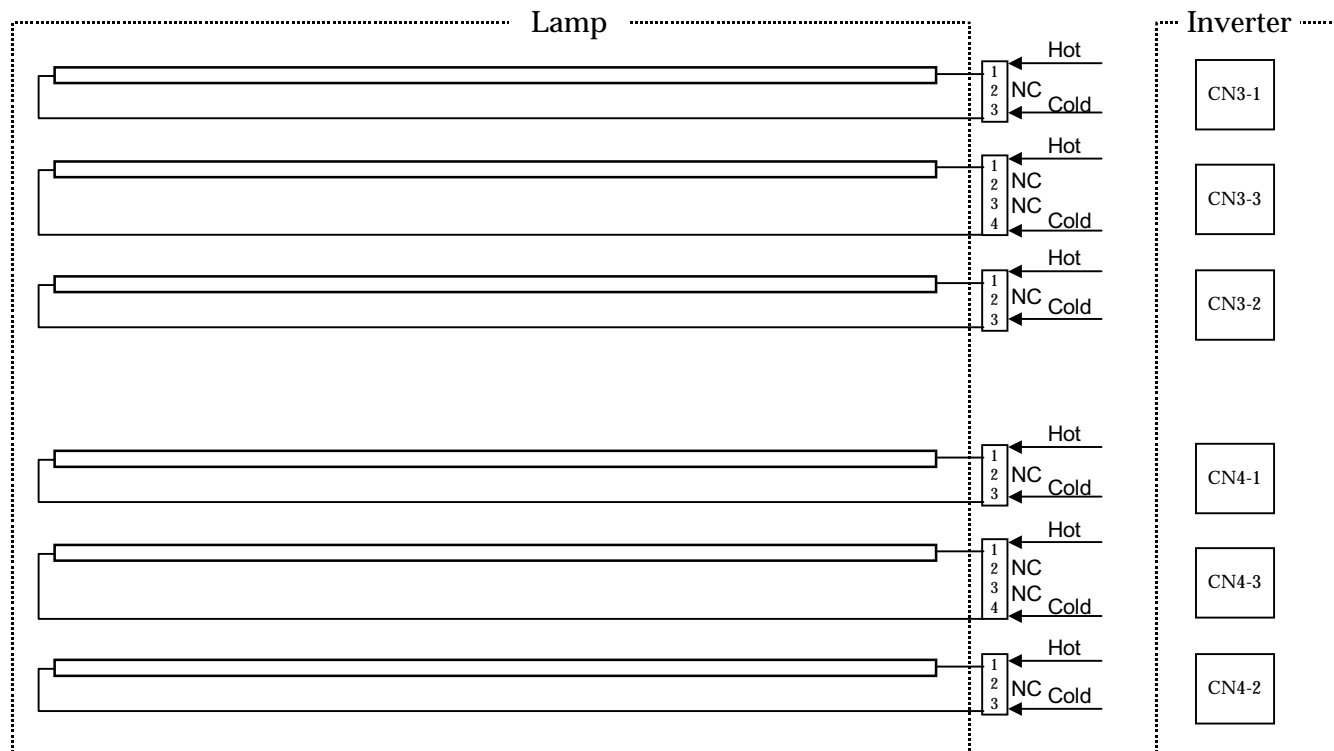 Lamp
Inverter
Hot
1
2 NC
3 Cold
CN3-1
Hot
1
2 NC
3 NC
4 Cold
CN3-3
Hot
1
2 NC
3 Cold
CN3-2
Hot
1
2 NC
3 Cold
CN4-1
Hot
1
2 NC
3 NC
4 Cold
CN4-3
Hot
1
2 NC
3 Cold
CN4-2